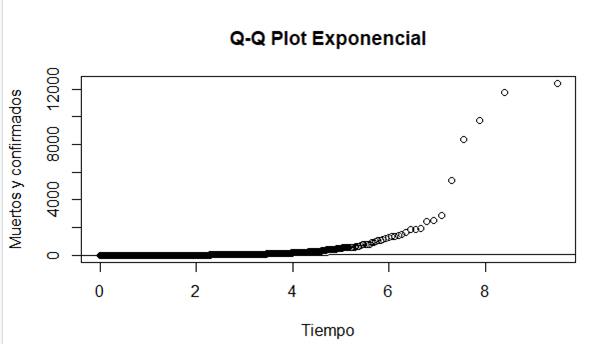 Q-Q Plot Exponencial
Muertos y confirmados
12000
8000
4000
0
0 2 4 6 8
Tiempo